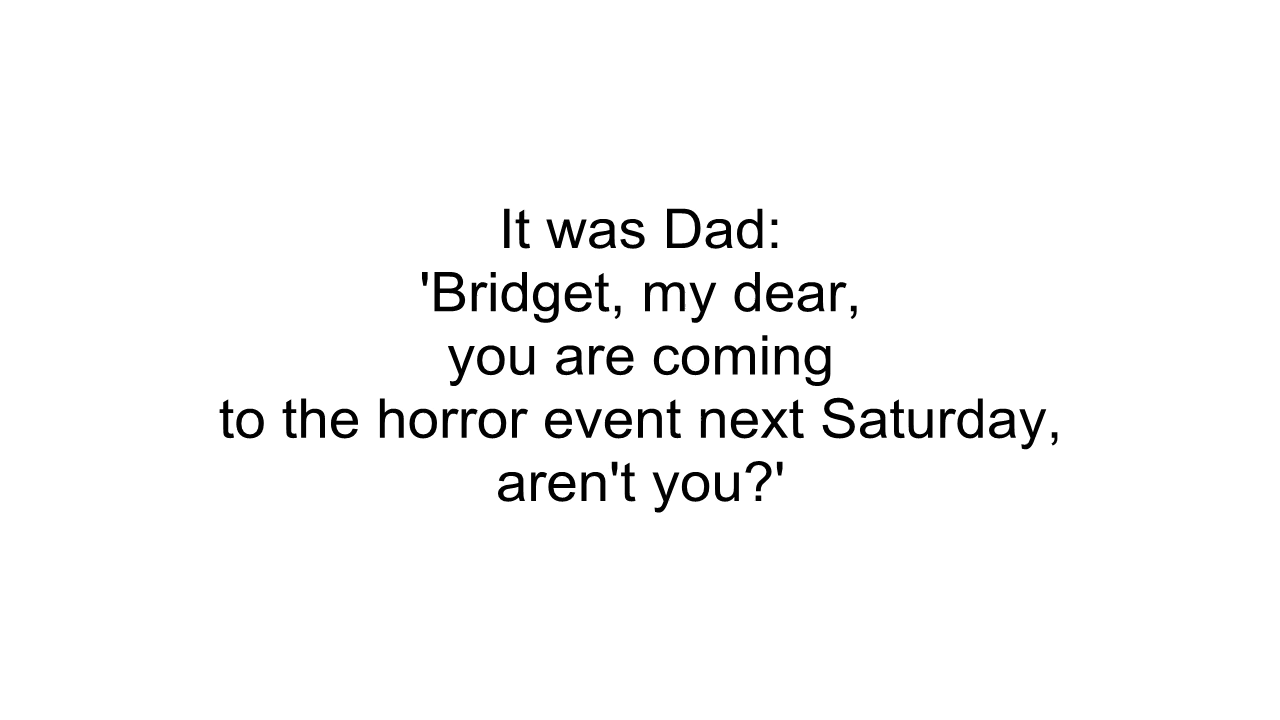 It was Dad:
'Bridget, my dear,
you are coming
to the horror event next Saturday,
aren't you?'